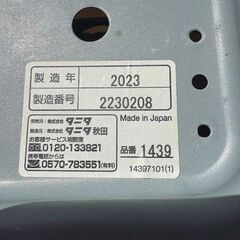 製造年 2023
製造番号 2230208
発売元：株式会社 タニタ
製造元：株式会社 タニタ秋田
Made in Japan
お客様サービス相談室
0120-133821
携帯電話からは
0570-783551(有料)
品番 1439
14397101(1)